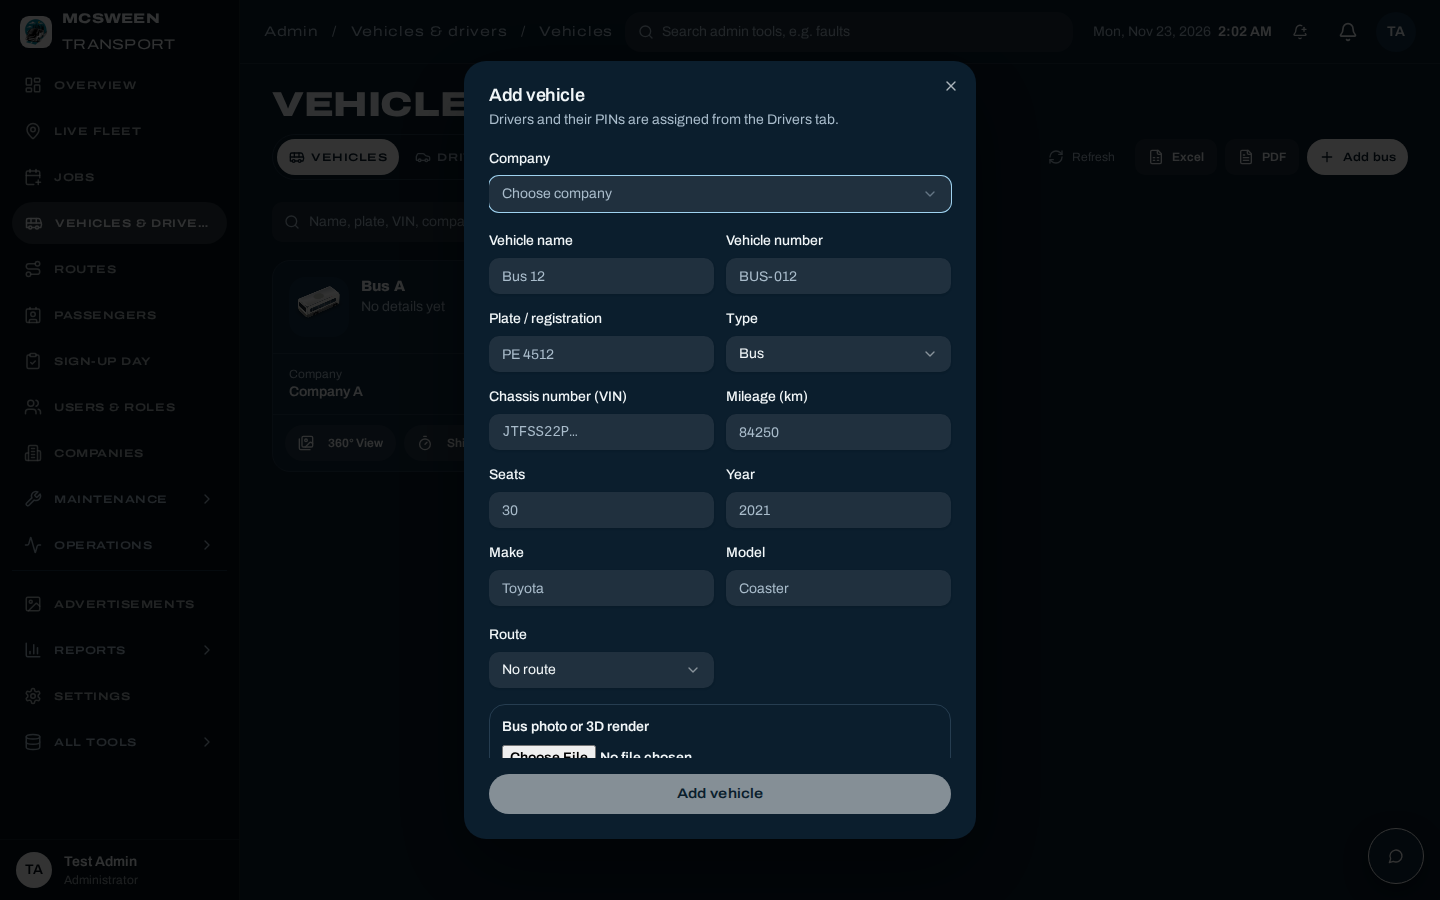 MCSWEEN
TRANSPORT
Admin / Vehicles & drivers / Vehicles
Search admin tools, e.g. faults
Mon, Nov 23, 2026 2:02 AM
TA
OVERVIEW
LIVE FLEET
JOBS
VEHICLES & DRIVE...
ROUTES
PASSENGERS
SIGN-UP DAY
USERS & ROLES
COMPANIES
MAINTENANCE
OPERATIONS
ADVERTISEMENTS
REPORTS
SETTINGS
ALL TOOLS
TA
Test Admin
Administrator
VEHICLE
VEHICLES
DRI
Refresh
Excel
PDF
Add bus
Name, plate, VIN, compa
Bus A
No details yet
Company
Company A
360° View
Shi
Add vehicle
Drivers and their PINs are assigned from the Drivers tab.
Company
Choose company
Vehicle name
Vehicle number
Bus 12
BUS-012
Plate / registration
Type
PE 4512
Bus
Chassis number (VIN)
Mileage (km)
JTFSS22P…
84250
Seats
Year
30
2021
Make
Model
Toyota
Coaster
Route
No route
Bus photo or 3D render
Choose File No file chosen
Add vehicle